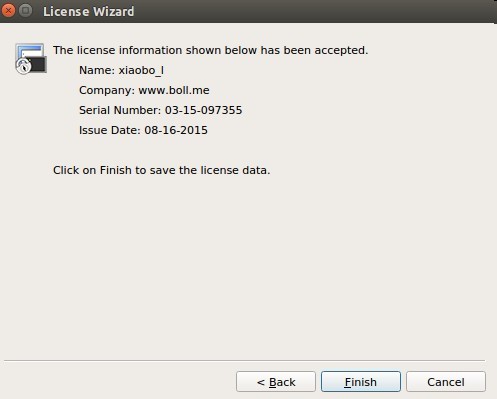 License Wizard
The license information shown below has been accepted.
Name: xiaobo_l
Company: www.boll.me
Serial Number: 03-15-097355
Issue Date: 08-16-2015
Click on Finish to save the license data.
< Back
Finish
Cancel